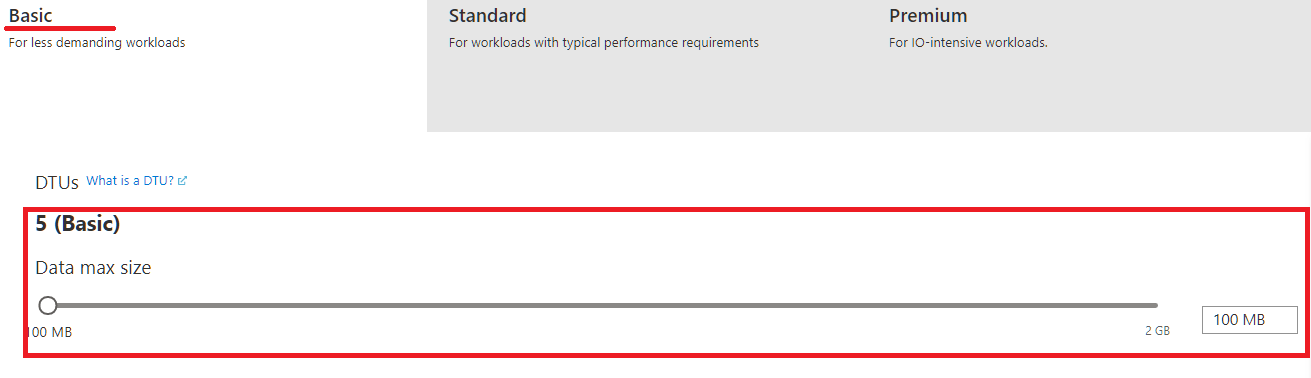 Basic
For less demanding workloads
Standard
For workloads with typical performance requirements
Premium
For IO-intensive workloads.
DTUs What is a DTU?
5 (Basic)
Data max size
100 MB
2 GB
100 MB